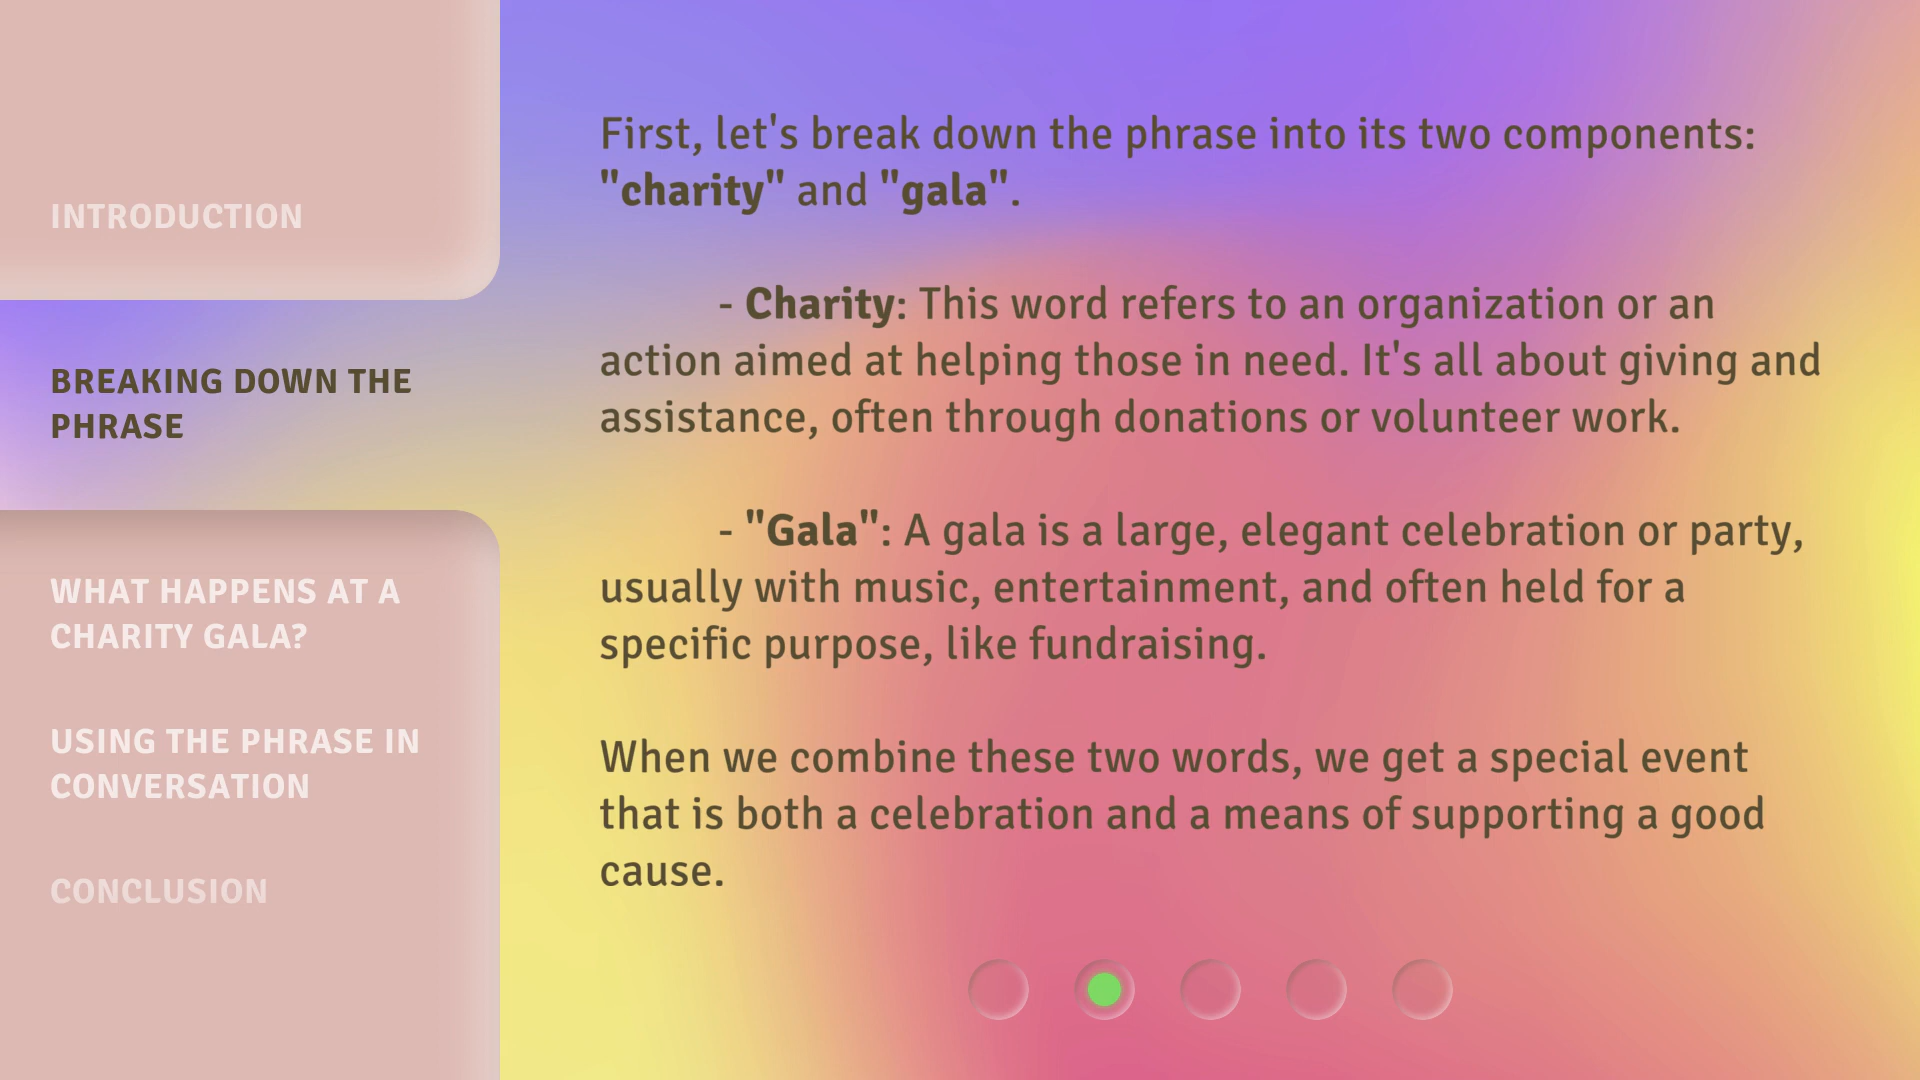 INTRODUCTION
BREAKING DOWN THE
PHRASE
WHAT HAPPENS AT A
CHARITY GALA?
USING THE PHRASE IN
CONVERSATION
CONCLUSION
First, let's break down the phrase into its two components:
"charity" and "gala".
- Charity: This word refers to an organization or an
action aimed at helping those in need. It's all about giving and
assistance, often through donations or volunteer work.
- "Gala": A gala is a large, elegant celebration or party,
usually with music, entertainment, and often held for a
specific purpose, like fundraising.
When we combine these two words, we get a special event
that is both a celebration and a means of supporting a good
cause.